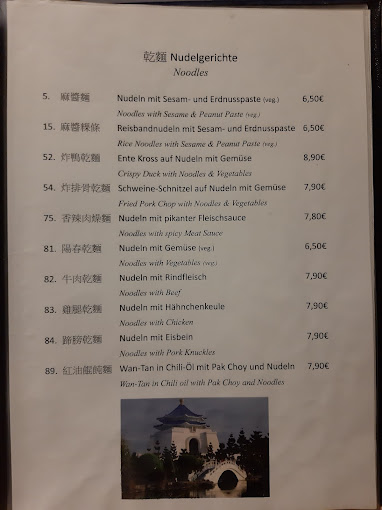 乾麵 Nudelgerichte
Noodles
5. 麻醬麵 Nudeln mit Sesam- und Erdnusspaste (veg.) 6,50€
Noodles with Sesame & Peanut Paste (veg.)
15. 麻醬粿條 Reisbandnudeln mit Sesam- und Erdnusspaste 6,50€
Rice Noodles with Sesame & Peanut Paste (veg.)
52. 炸鴨乾麵 Ente Kross auf Nudeln mit Gemüse 8,90€
Crispy Duck with Noodles & Vegetables
54. 炸排骨乾麵 Schweine-Schnitzel auf Nudeln mit Gemüse 7,90€
Fried Pork Chop with Noodles & Vegetables
75. 香辣肉燥麵 Nudeln mit pikanter Fleischsauce 7,80€
Noodles with spicy Meat Sauce
81. 陽春乾麵 Nudeln mit Gemüse (veg.) 6,50€
Noodles with Vegetables (veg.)
82. 牛肉乾麵 Nudeln mit Rindfleisch 7,90€
Noodles with Beef
83. 雞腿乾麵 Nudeln mit Hähnchenkeule 7,90€
Noodles with Chicken
84. 蹄膀乾麵 Nudeln mit Eisbein 7,90€
Noodles with Pork Knuckles
89. 紅油餛飩麵 Wan-Tan in Chili-Öl mit Pak Choy und Nudeln 7,90€
Wan-Tan in Chili oil with Pak Choy and Noodles